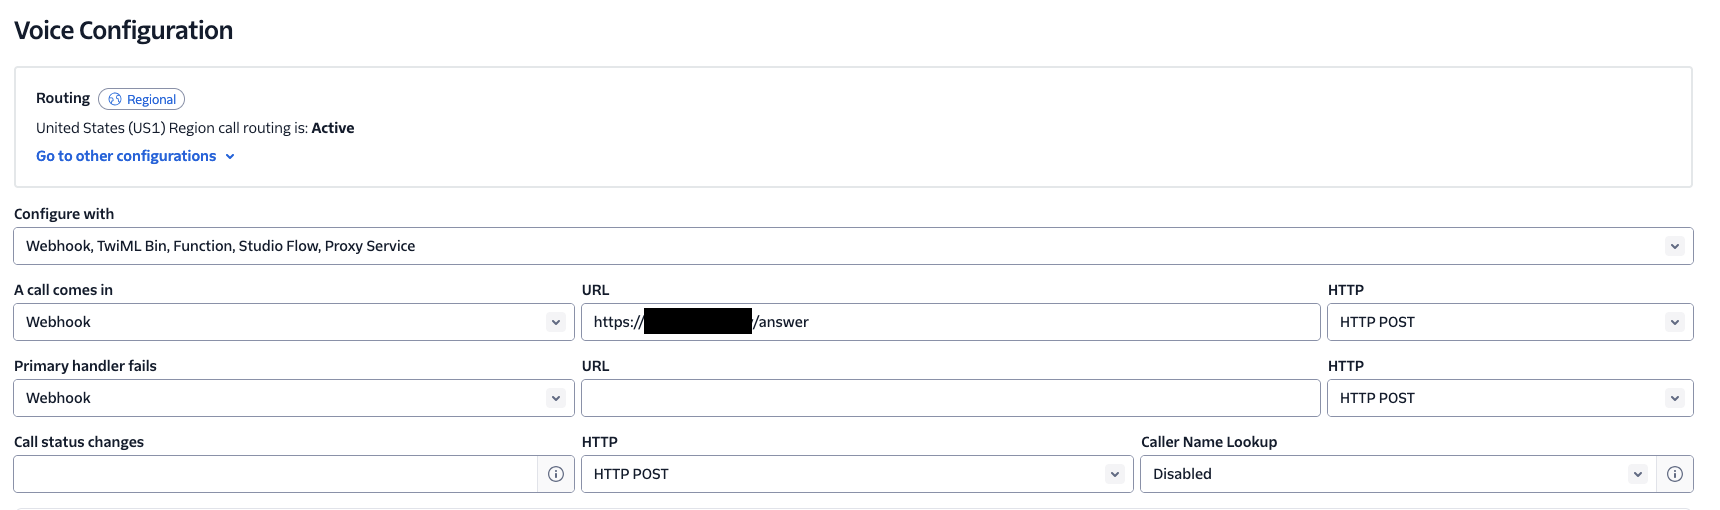 Voice Configuration
Routing Regional
United States (US1) Region call routing is: Active
Go to other configurations
Configure with
Webhook, TwiML Bin, Function, Studio Flow, Proxy Service
A call comes in URL HTTP
Webhook https:// /answer HTTP POST
Primary handler fails URL HTTP
Webhook HTTP POST
Call status changes HTTP Caller Name Lookup
HTTP POST Disabled